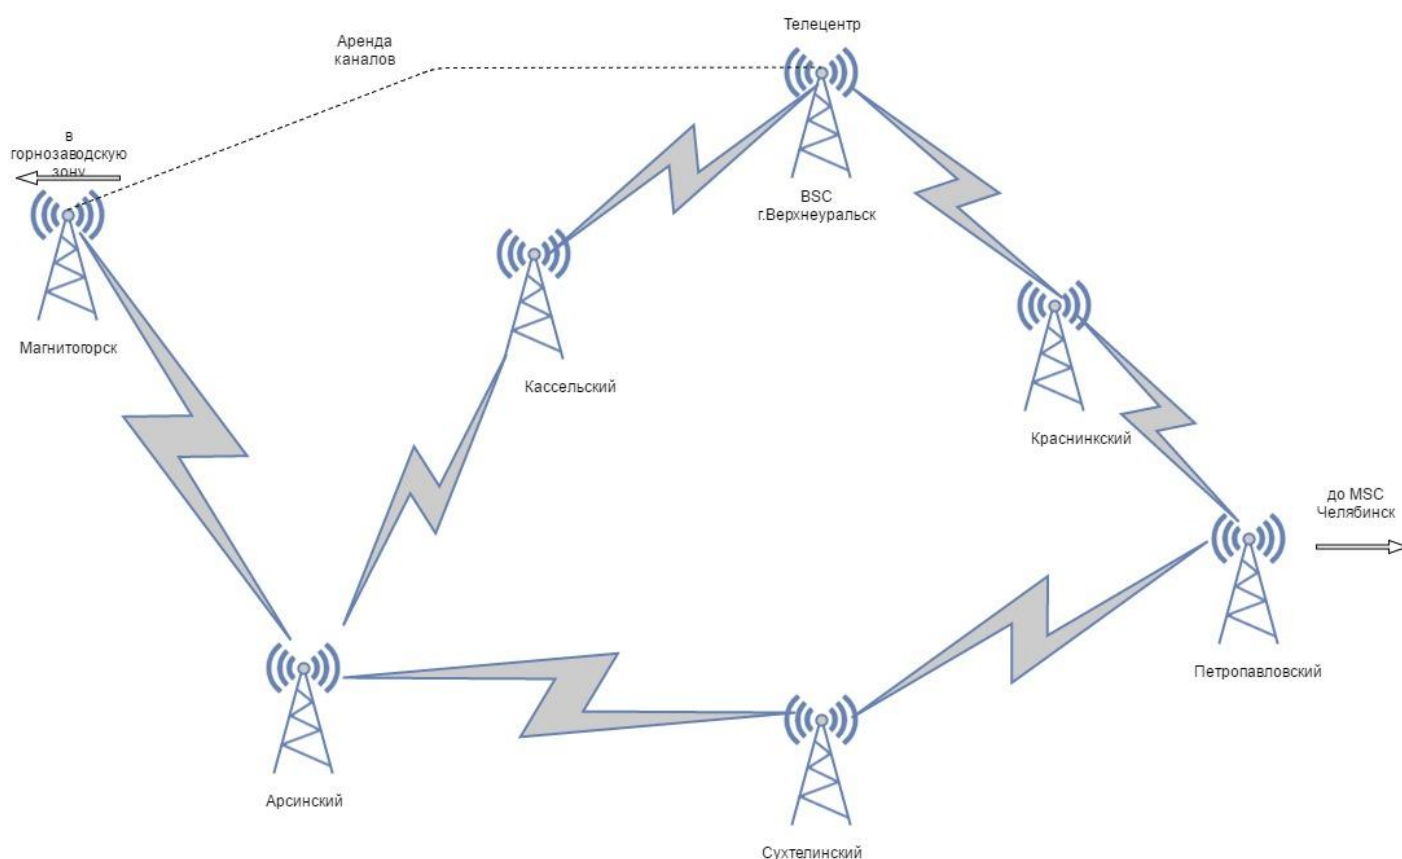 Телецентр
Аренда
каналов
в
горнозаводскую
зону
BSC
г.Верхнеуральск
Магнитогорск
Кассельский
Краснинкский
до MSC
Челябинск
Петропавловский
Арсинский
Сухтелинский